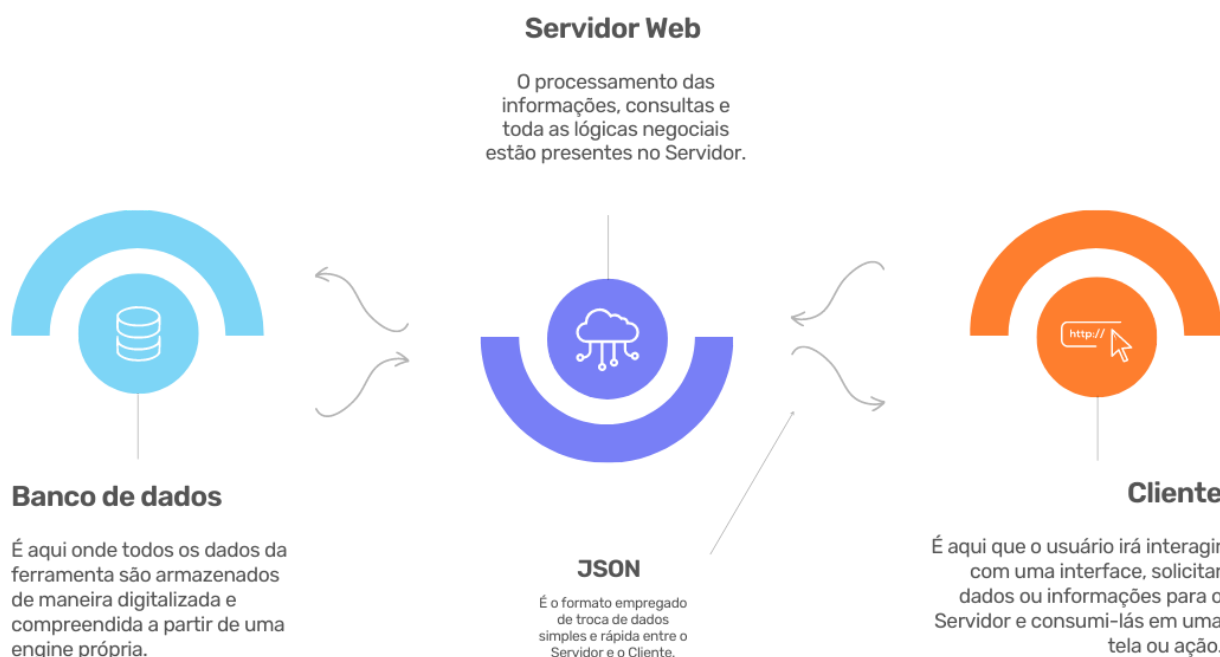 Servidor Web
O processamento das
informações, consultas e
toda as lógicas negociais
estão presentes no Servidor.
http://
Banco de dados
É aqui onde todos os dados da
ferramenta são armazenados
de maneira digitalizada e
compreendida a partir de uma
engine própria.
JSON
É o formato empregado
de troca de dados
simples e rápida entre o
Servidor e o Cliente.
Cliente
É aqui que o usuário irá interagir
com uma interface, solicitar
dados ou informações para o
Servidor e consumi-lás em uma
tela ou ação.